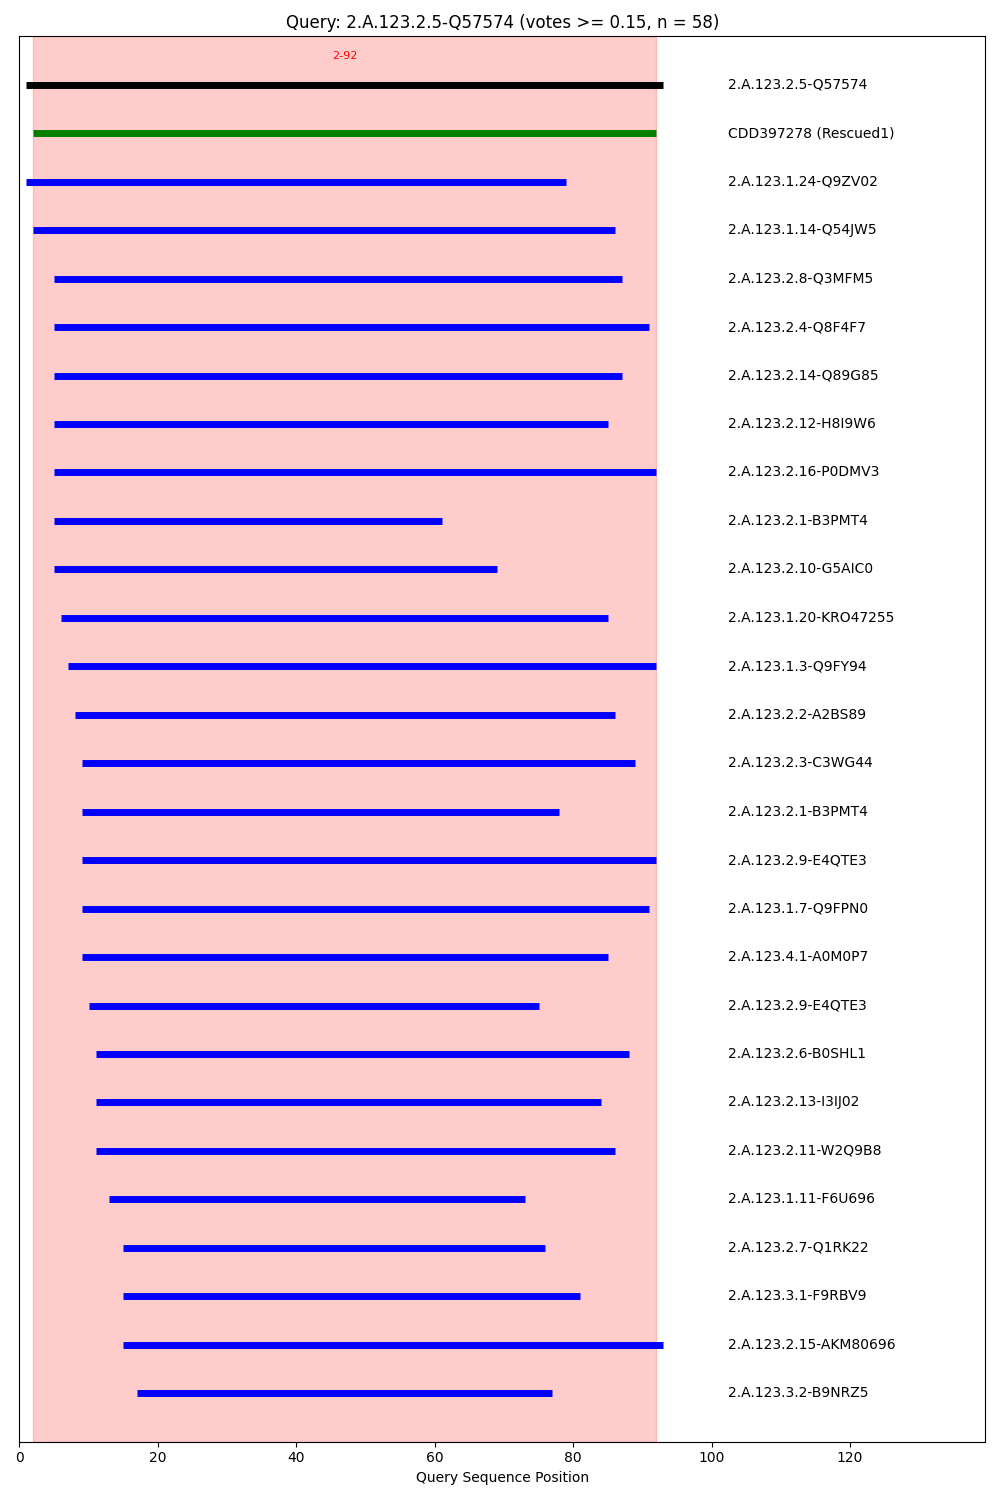 Query: 2.A.123.2.5-Q57574 (votes >= 0.15, n = 58)
2-92
2.A.123.2.5-Q57574
CDD397278 (Rescued1)
2.A.123.1.24-Q9ZV02
2.A.123.1.14-Q54JW5
2.A.123.2.8-Q3MFM5
2.A.123.2.4-Q8F4F7
2.A.123.2.14-Q89G85
2.A.123.2.12-H8I9W6
2.A.123.2.16-P0DMV3
2.A.123.2.1-B3PMT4
2.A.123.2.10-G5AIC0
2.A.123.1.20-KRO47255
2.A.123.1.3-Q9FY94
2.A.123.2.2-A2BS89
2.A.123.2.3-C3WG44
2.A.123.2.1-B3PMT4
2.A.123.2.9-E4QTE3
2.A.123.1.7-Q9FPN0
2.A.123.4.1-A0M0P7
2.A.123.2.9-E4QTE3
2.A.123.2.6-B0SHL1
2.A.123.2.13-I3IJ02
2.A.123.2.11-W2Q9B8
2.A.123.1.11-F6U696
2.A.123.2.7-Q1RK22
2.A.123.3.1-F9RBV9
2.A.123.2.15-AKM80696
2.A.123.3.2-B9NRZ5
0 20 40 60 80 100 120
Query Sequence Position